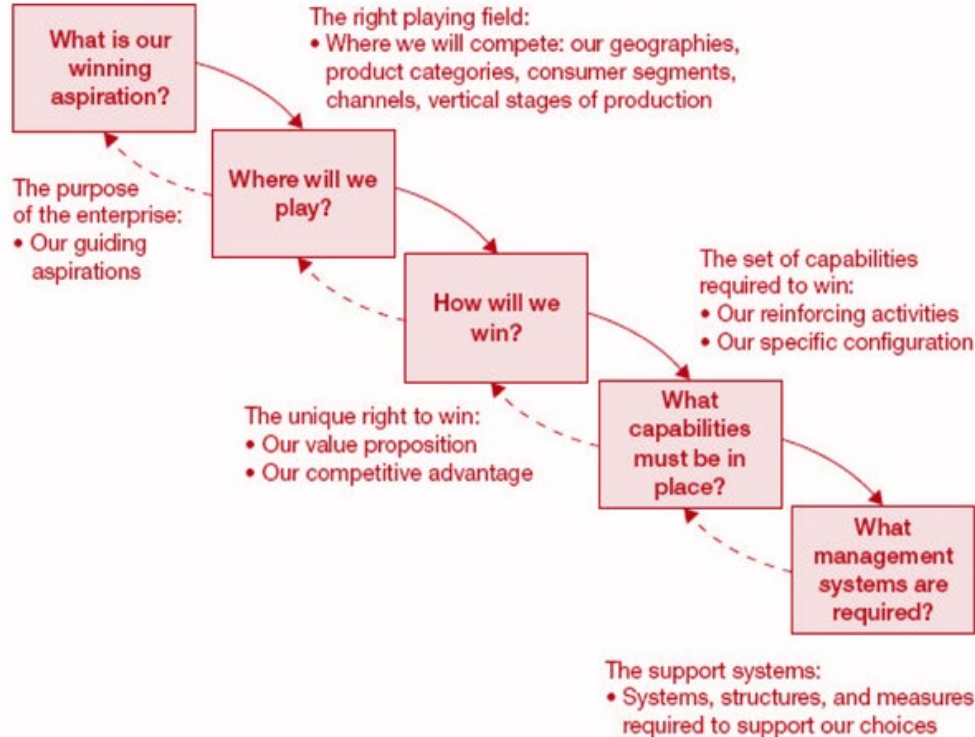 What is our
winning
aspiration?
The right playing field:
• Where we will compete: our geographies,
product categories, consumer segments,
channels, vertical stages of production
The purpose
of the enterprise:
• Our guiding
aspirations
Where will we
play?
How will we
win?
The unique right to win:
• Our value proposition
• Our competitive advantage
The set of capabilities
required to win:
• Our reinforcing activities
• Our specific configuration
What
capabilities
must be in
place?
What
management
systems are
required?
The support systems:
• Systems, structures, and measures
required to support our choices